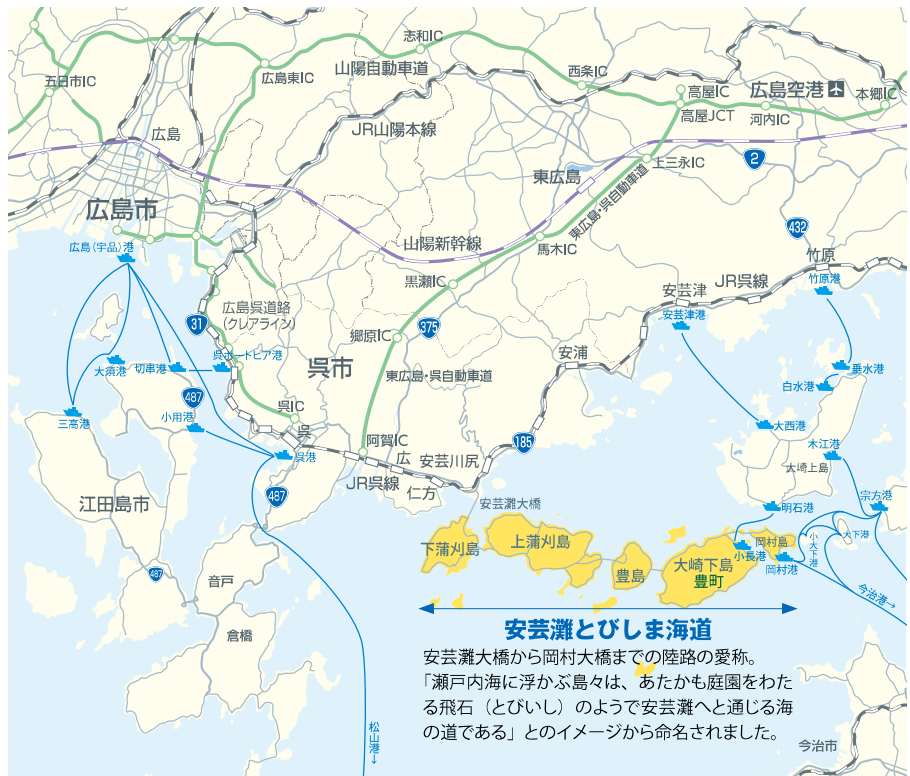 志和IC
山陽自動車道
五日市IC
広島東IC
西条IC
高屋IC
広島空港
本郷IC
高屋JCT
河内IC
広島
JR山陽本線
2
上三永IC
東広島
東広島・呉自動車道
広島市
432
山陽新幹線
馬木IC
広島(宇品)港
竹原
黒瀬IC
JR呉線
竹原港
安芸津
広島呉道路
(クレアライン)
31
安芸津港
375
郷原IC
呉ポートピア港
安浦
大須港
切串港
呉市
東広島・呉自動車道
垂水港
白水港
487
三高港
小用港
呉IC
大西港
呉
阿賀IC
広
185
木江港
呉港
安芸川尻
大崎上島
JR呉線
仁方
487
江田島市
安芸灘大橋
明石港
宗方港
下蒲刈島
上蒲刈島
岡村島
小大下港
大下港
小長港
豊島
大崎下島
豊町
岡村港
487
音戸
今治港→
倉橋
安芸灘とびしま海道
安芸灘大橋から岡村大橋までの陸路の愛称。
「瀬戸内海に浮かぶ島々は、あたかも庭園をわた
る飛石（とびいし）のようで安芸灘へと通じる海
の道である」とのイメージから命名されました。
松山港→
今治市